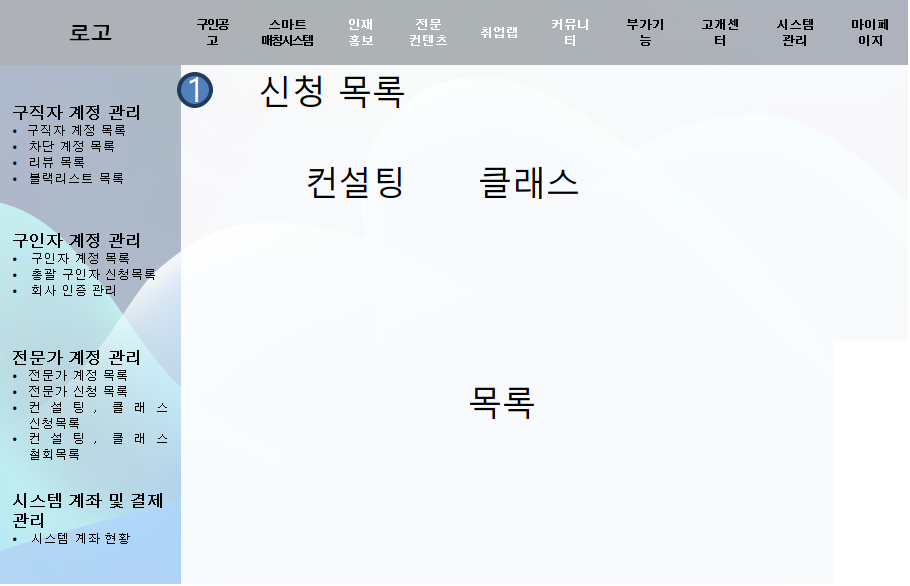 로고
구인공
고
스마트
매칭시스템
인재
홍보
전문
컨텐츠
취업랩
커뮤니
티
부가기
능
고개센
터
시스템
관리
마이페
이지
구직자 계정 관리
• 구직자 계정 목록
• 차단 계정 목록
• 리뷰 목록
• 블랙리스트 목록
구인자 계정 관리
• 구인자 계정 목록
• 총괄 구인자 신청목록
• 회사 인증 관리
전문가 계정 관리
• 전문가 계정 목록
• 전문가 신청 목록
• 컨 설 팅 , 클 래 스
신청목록
• 컨 설 팅 , 클 래 스
철회목록
시스템 계좌 및 결제
관리
• 시스템 계좌 현황
1
신청 목록
컨설팅 클래스
목록